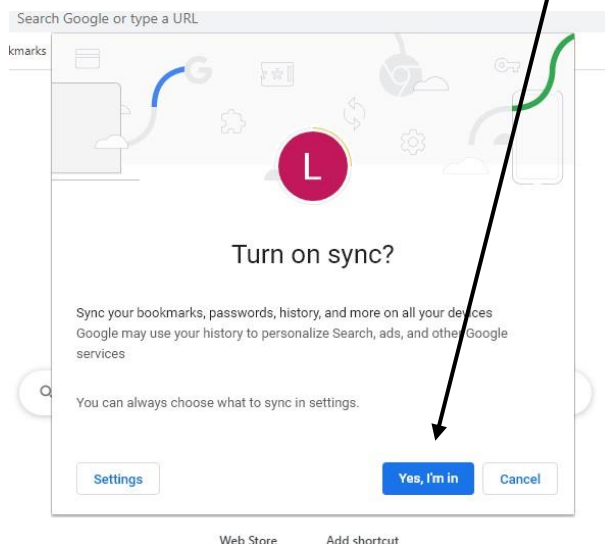 Search Google or type a URL
kmarks
G
L
Turn on sync?
Sync your bookmarks, passwords, history, and more on all your devices
Google may use your history to personalize Search, ads, and other Google
services
You can always choose what to sync in settings.
Settings
Yes, I'm in
Cancel
Web Store
Add shortcut